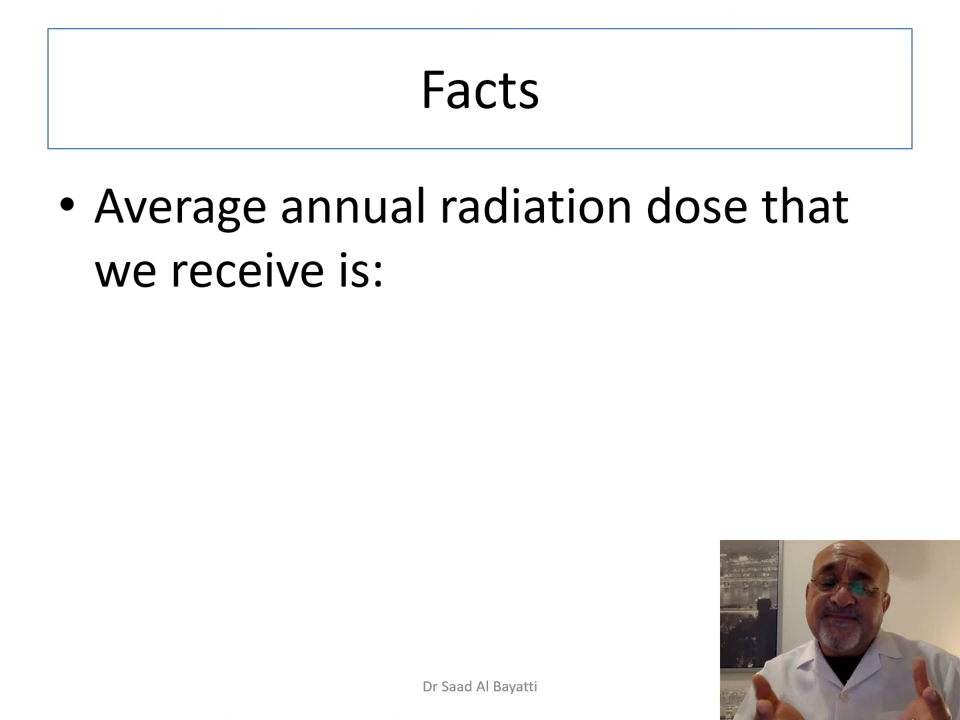 Facts
• Average annual radiation dose that
we receive is:
Dr Saad Al Bayatti